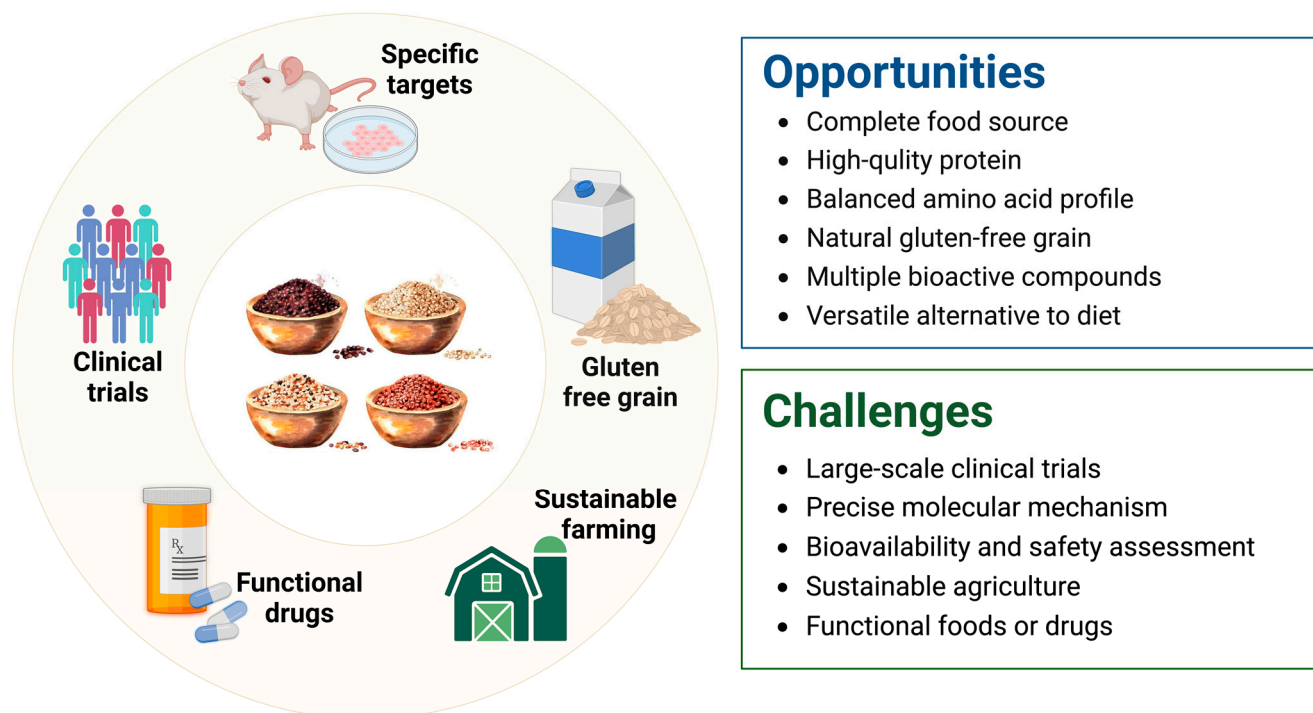 Specific
targets
Clinical
trials
Gluten
free grain
Rx
Functional
drugs
Sustainable
farming
Opportunities
• Complete food source
• High-qulity protein
• Balanced amino acid profile
• Natural gluten-free grain
• Multiple bioactive compounds
• Versatile alternative to diet
Challenges
• Large-scale clinical trials
• Precise molecular mechanism
• Bioavailability and safety assessment
• Sustainable agriculture
• Functional foods or drugs